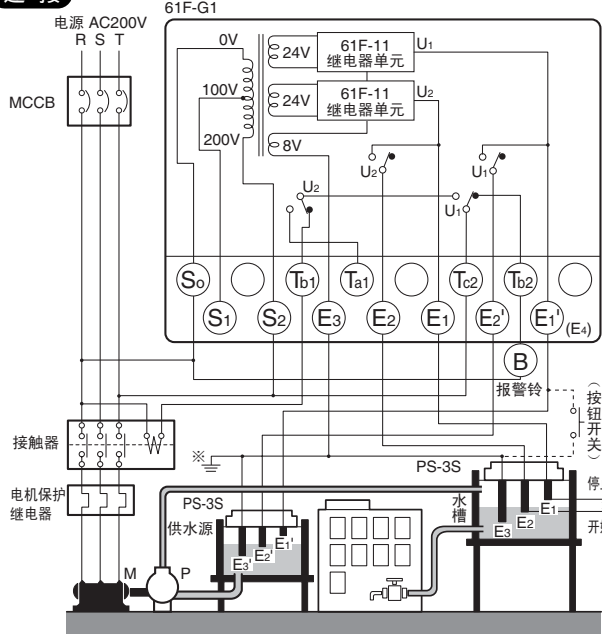 连 接
61F-G1
电源 AC200V
R S T
MCCB
0V
100V
200V
24V
61F-11
继电器单元
U1
24V
61F-11
继电器单元
U2
8V
U2
U2
U1
U1
S0
Tb1
Ta1
Tc2
Tb2
S1
S2
E3
E2
E1
E2'
E1'
(E4)
B
报警铃
（按钮开关）
接触器
※
电机保护
继电器
PS-3S
供水源
E3'
E2'
E1'
M
P
PS-3S
水槽
E3
E2
E1
停
开